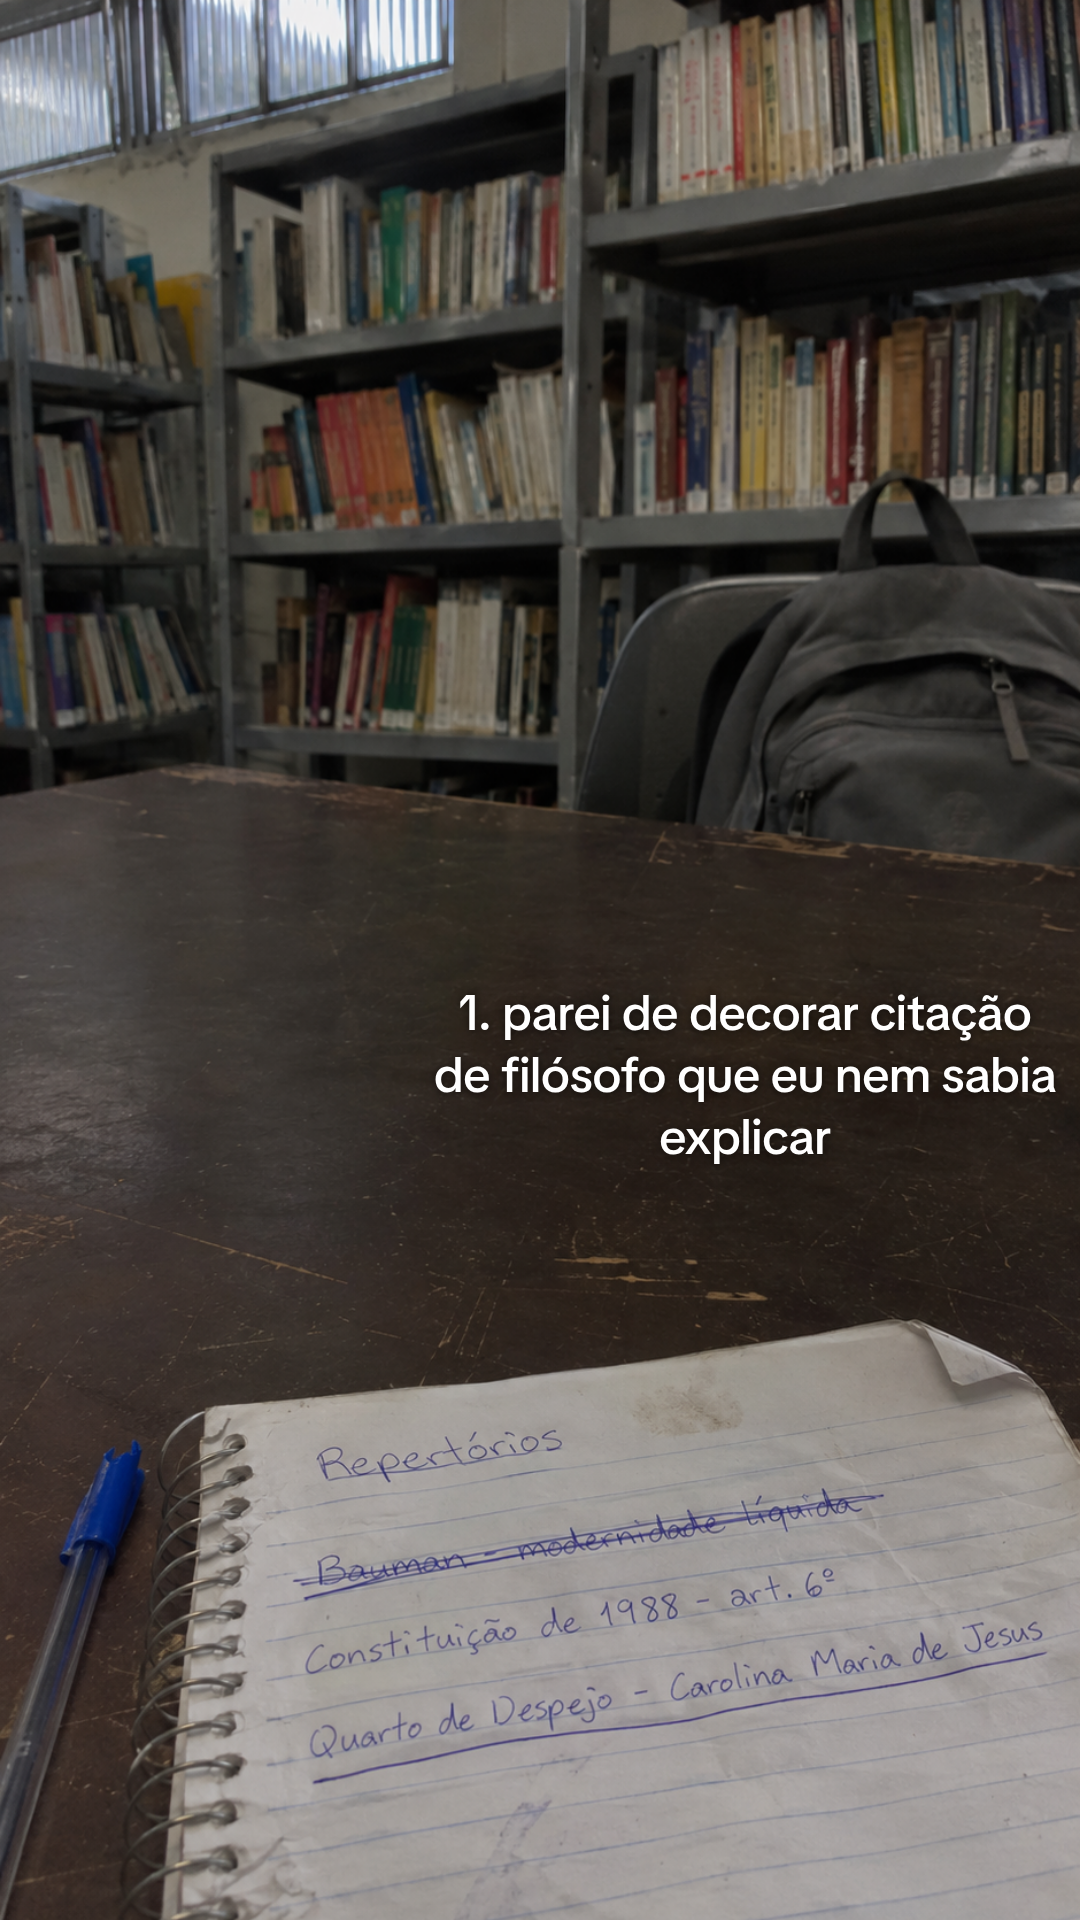 1. parei de decorar citação
de filósofo que eu nem sabia
explicar
Repertórios
Bauman - modernidade líquida
Constituição de 1988 - art. 6º
Quarto de Despejo - Carolina Maria de Jesus